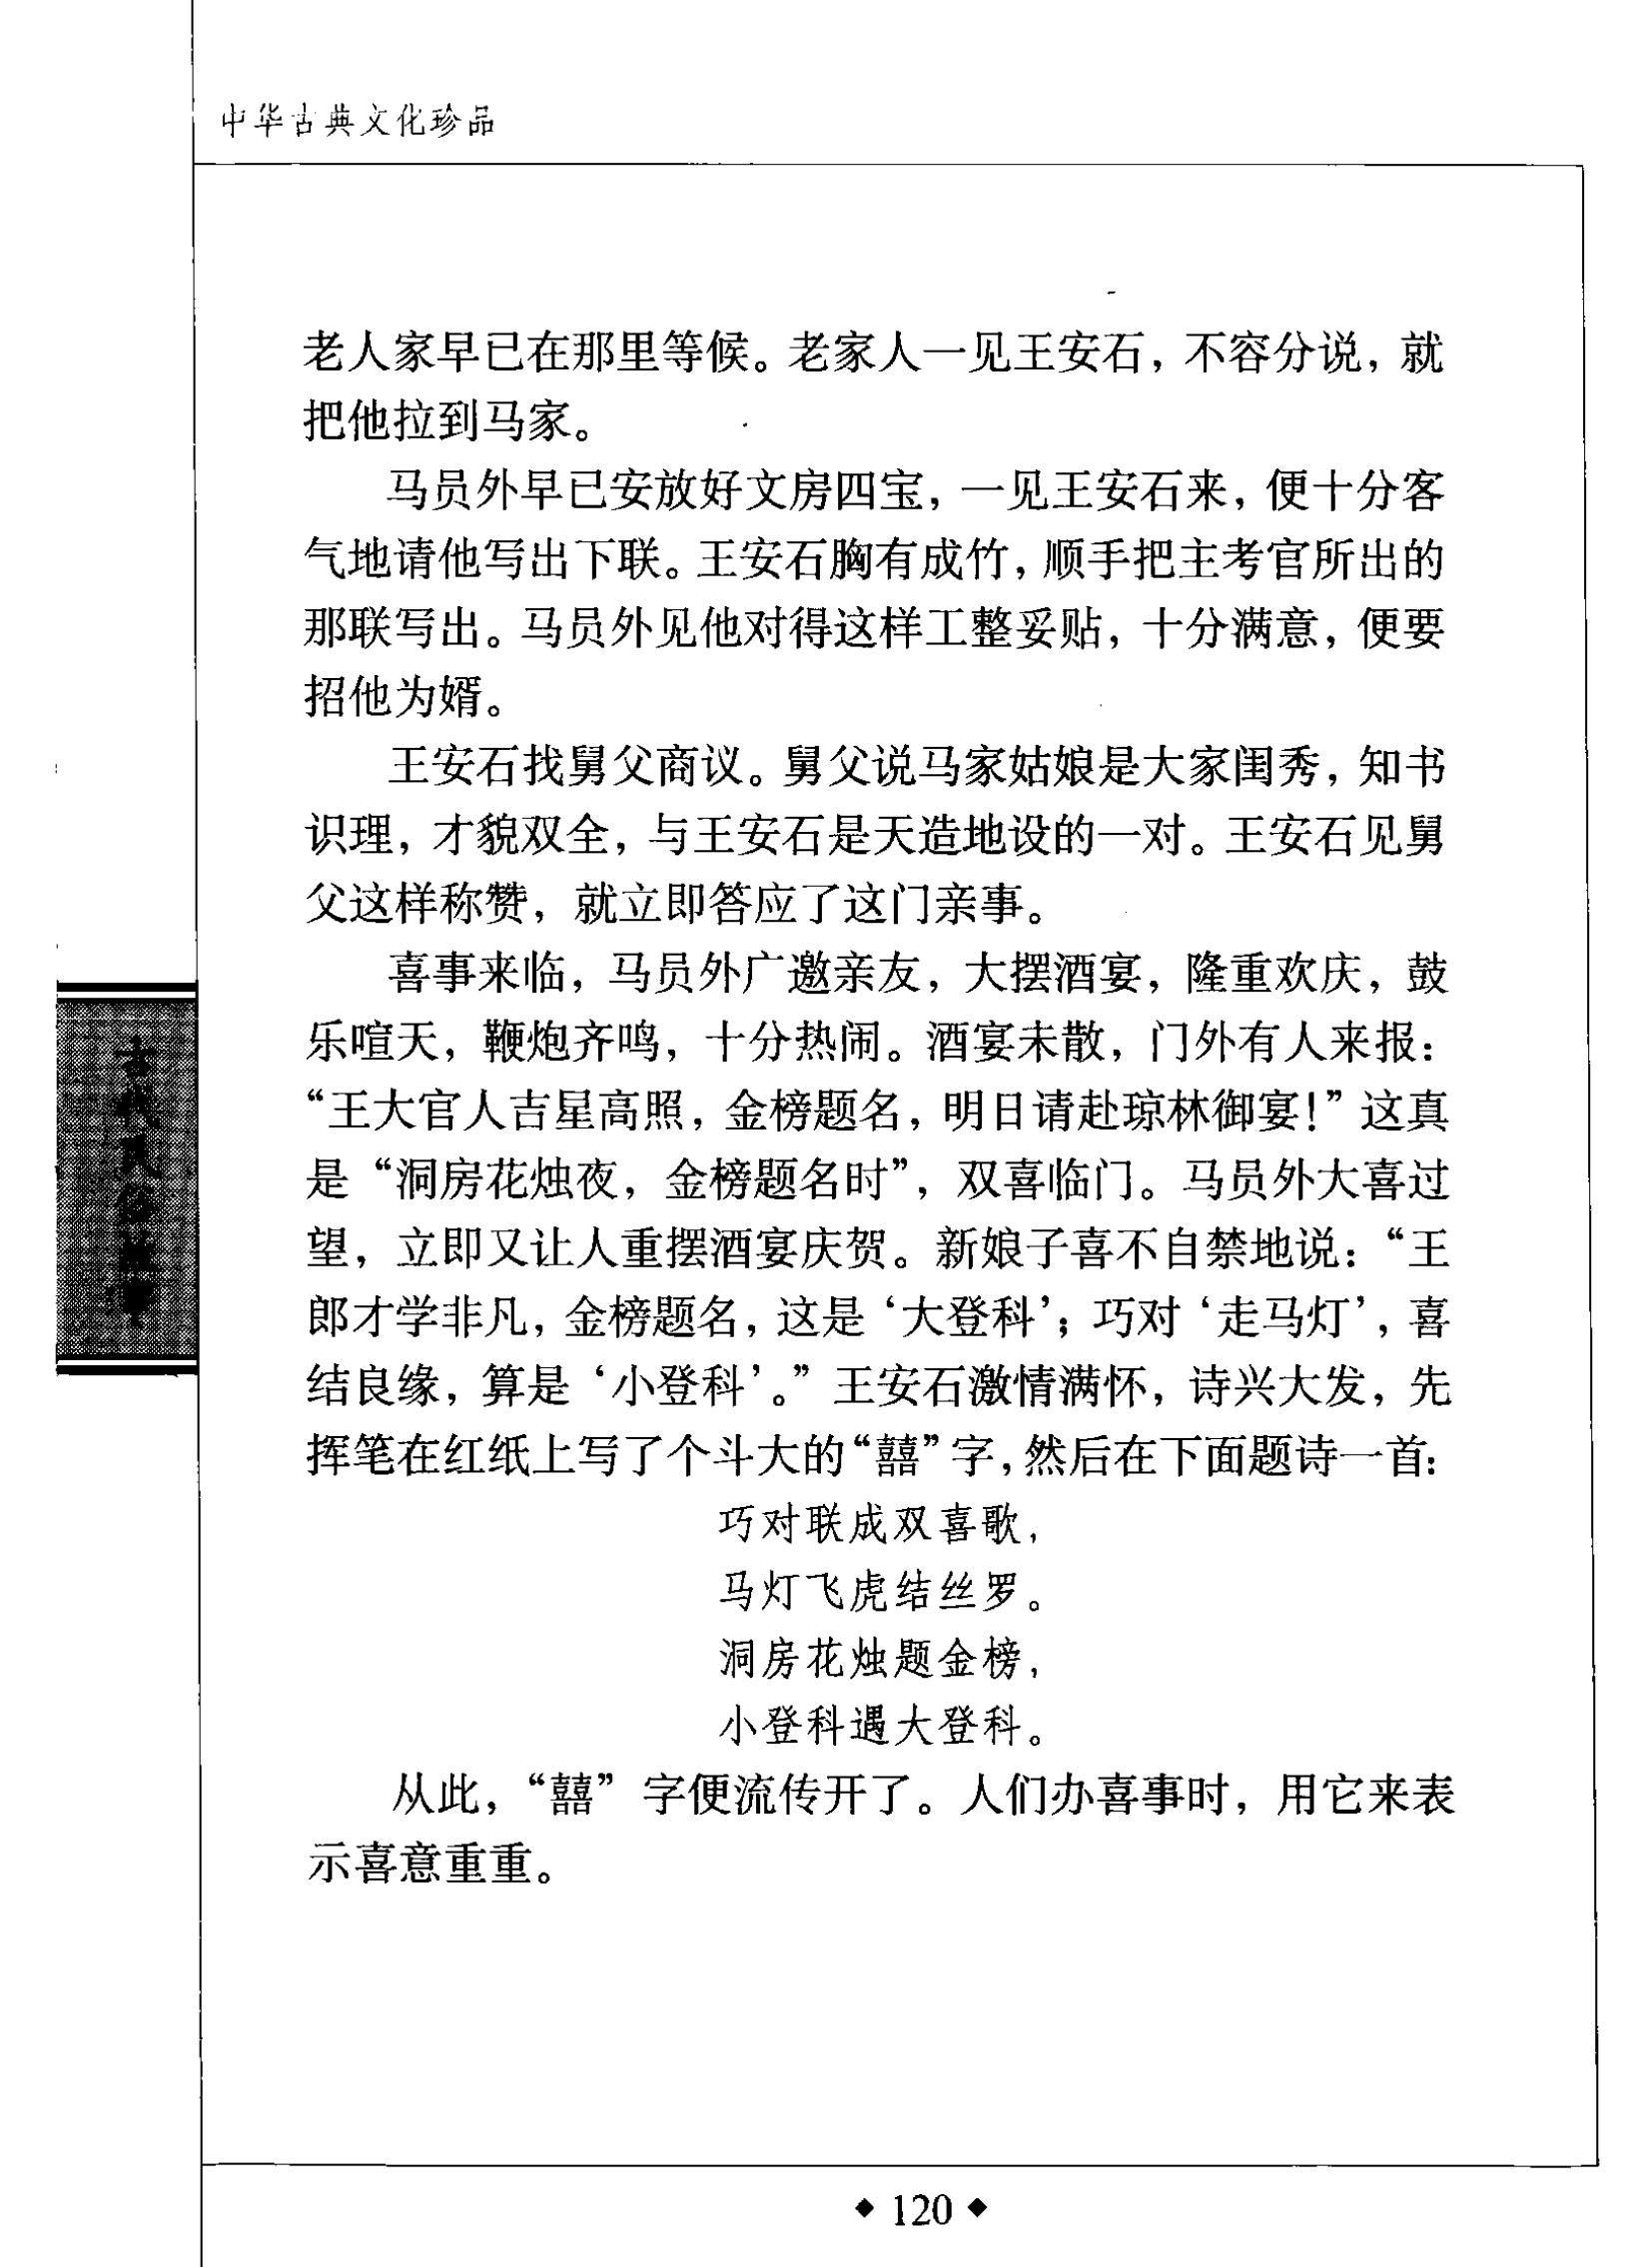 中华古典文化珍品
老人家早已在那里等候。老家人一见王安石，不容分说，就
把他拉到马家。
马员外早已安放好文房四宝，一见王安石来，便十分客
气地请他写出下联。王安石胸有成竹，顺手把主考官所出的
那联写出。马员外见他对得这样工整妥贴，十分满意，便要
招他为婿。
王安石找舅父商议。舅父说马家姑娘是大家闺秀，知书
识理，才貌双全，与王安石是天造地设的一对。王安石见舅
父这样称赞，就立即答应了这门亲事。
喜事来临，马员外广邀亲友，大摆酒宴，隆重欢庆，鼓
乐喧天，鞭炮齐鸣，十分热闹。酒宴未散，门外有人来报：
“王大官人吉星高照，金榜题名，明日请赴琼林御宴！”这真
是“洞房花烛夜，金榜题名时”，双喜临门。马员外大喜过
望，立即又让人重摆酒宴庆贺。新娘子喜不自禁地说：“王
郎才学非凡，金榜题名，这是‘大登科’；巧对‘走马灯’，喜
结良缘，算是‘小登科’。”王安石激情满怀，诗兴大发，先
挥笔在红纸上写了个斗大的“囍”字，然后在下面题诗一首：
巧对联成双喜歌，
马灯飞虎结丝罗。
洞房花烛题金榜，
小登科遇大登科。
从此，“囍”字便流传开了。人们办喜事时，用它来表
示喜意重重。
古代民俗故事
◆ 120 ◆